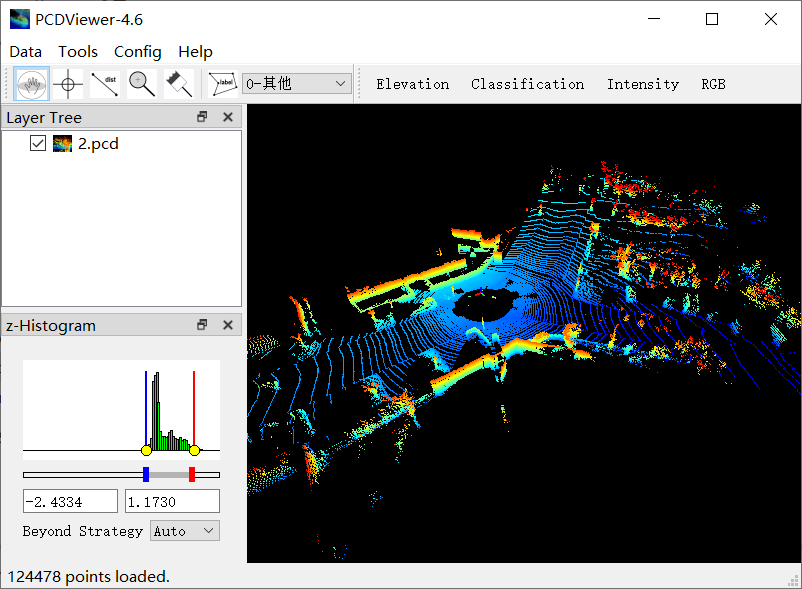 PCDViewer-4.6
Data Tools Config Help
dist label 0-其他 Elevation Classification Intensity RGB
Layer Tree
2.pcd
z-Histogram
-2.4334 1.1730
Beyond Strategy Auto
124478 points loaded.